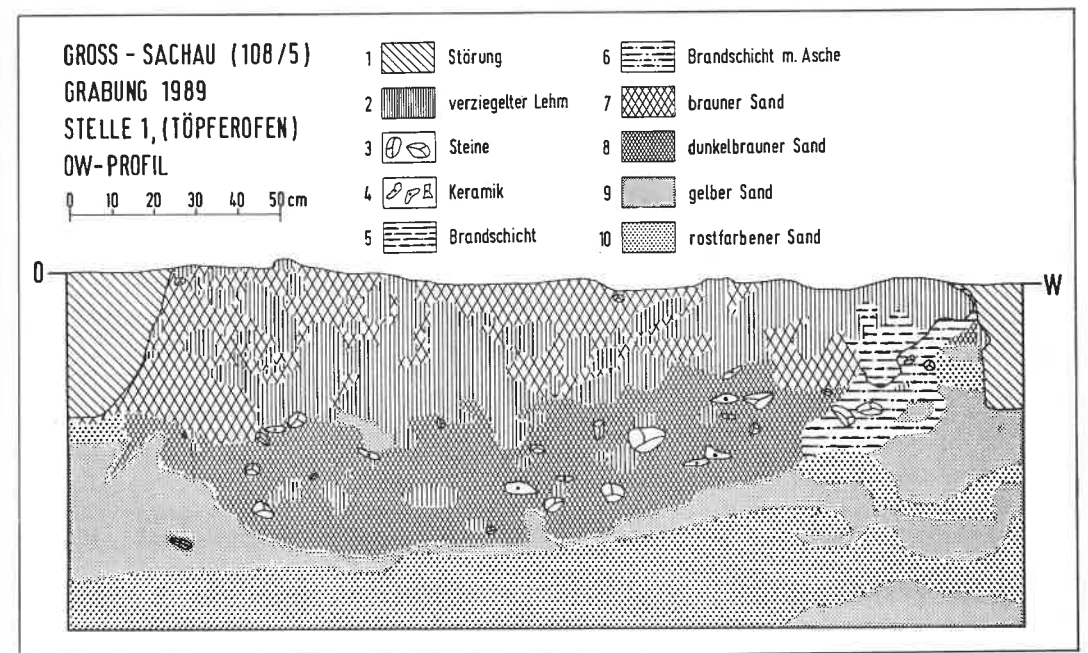 GROSS - SACHAU (108/5)
GRABUNG 1989
STELLE 1, (TÖPFEROFEN)
OW-PROFIL
0 10 20 30 40 50 cm
1 Störung
2 verziegelter Lehm
3 Steine
4 Keramik
5 Brandschicht
6 Brandschicht m. Asche
7 brauner Sand
8 dunkelbrauner Sand
9 gelber Sand
10 rostfarbener Sand
O W